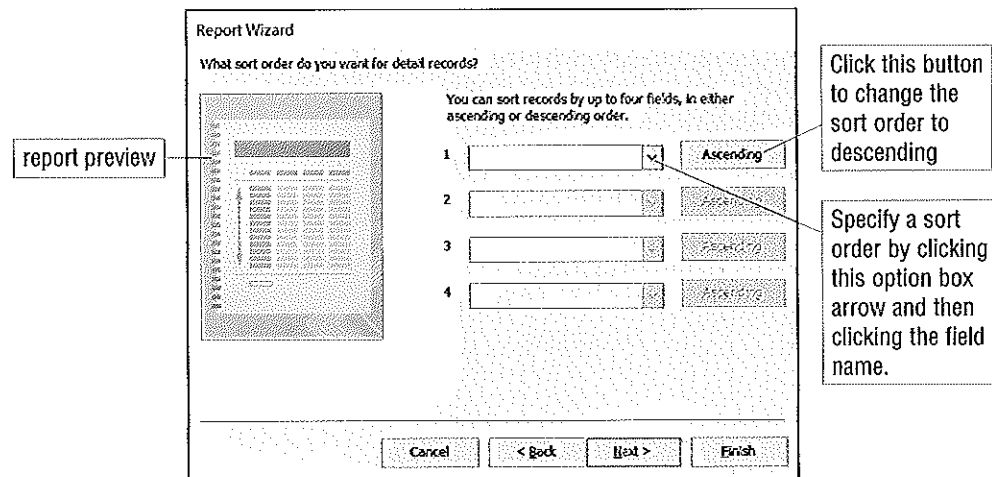 Report Wizard
What sort order do you want for detail records?
You can sort records by up to four fields, in either
ascending or descending order.
1
Ascending
2
Ascending
3
Ascending
4
Ascending
Cancel
< Back
Next >
Finish
report preview
Click this button
to change the
sort order to
descending
Specify a sort
order by clicking
this option box
arrow and then
clicking the field
name.